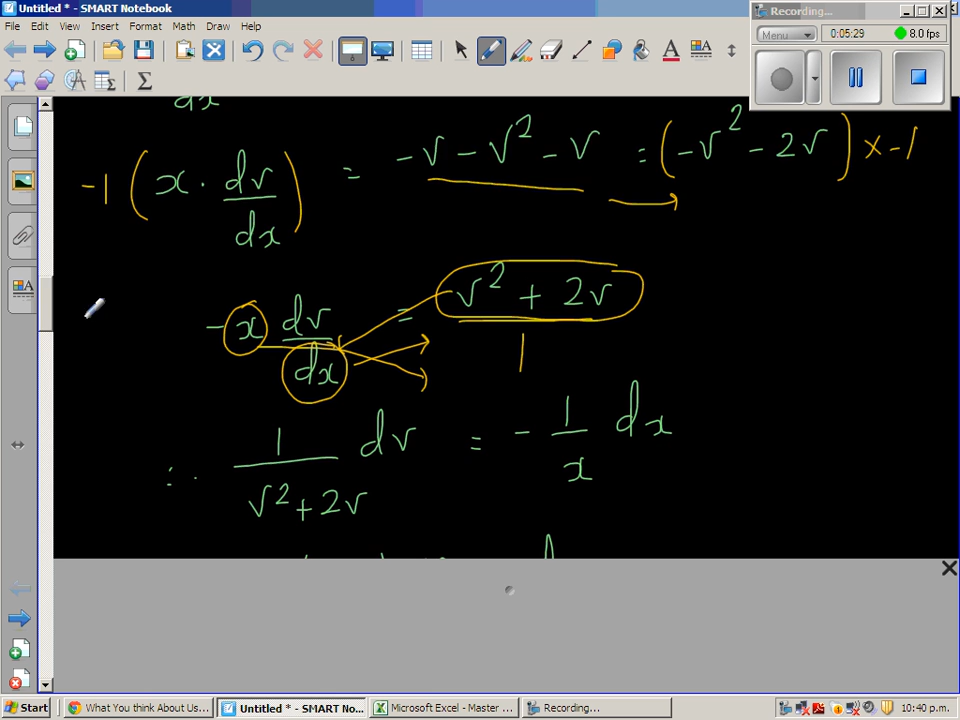 Untitled * - SMART Notebook
Recording...
File Edit View Insert Format Math Draw Help
Menu 0:05:29 8.0 fps
dx
-1 ( x · dv/dx ) = -v - v² - v = ( -v² - 2v ) x -1
- x dv/dx = v² + 2v
1
∴ 1/(v² + 2v) dv = - 1/x dx
Start What You think About Us... Untitled * - SMART No... Microsoft Excel - Master ... Recording... 10:40 p.m.